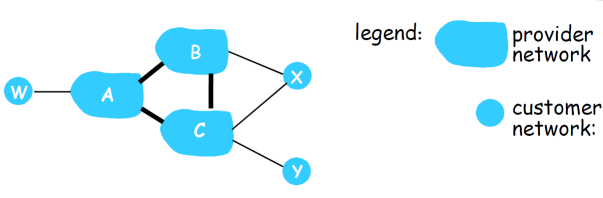 legend:
provider
network
B
X
W
A
customer
network:
C
Y